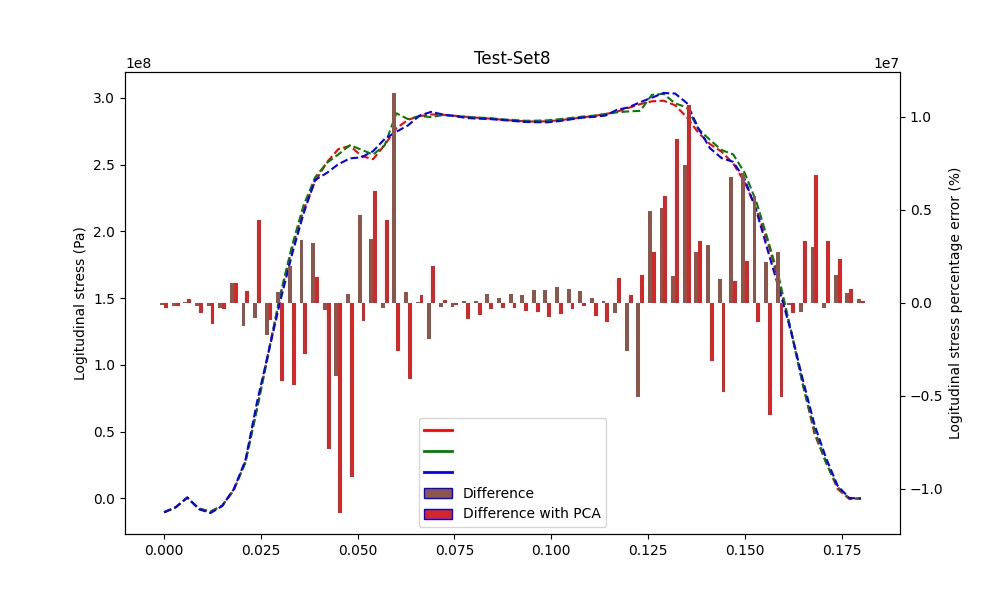 Test-Set8
1e8
1e7
3.0
2.5
2.0
1.5
1.0
0.5
0.0
Logitudinal stress (Pa)
1.0
0.5
0.0
−0.5
−1.0
Logitudinal stress percentage error (%)
Difference
Difference with PCA
0.000 0.025 0.050 0.075 0.100 0.125 0.150 0.175